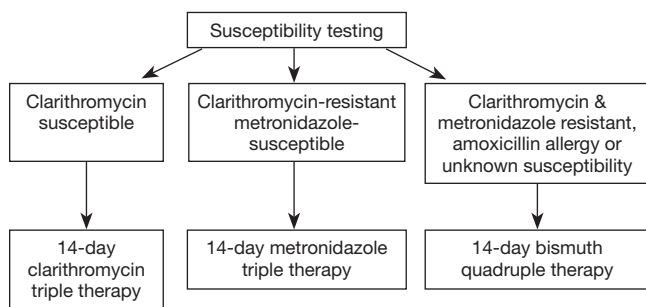 Susceptibility testing
Clarithromycin
susceptible
Clarithromycin-resistant
metronidazole-
susceptible
Clarithromycin &
metronidazole resistant,
amoxicillin allergy or
unknown susceptibility
14-day
clarithromycin
triple therapy
14-day metronidazole
triple therapy
14-day bismuth
quadruple therapy